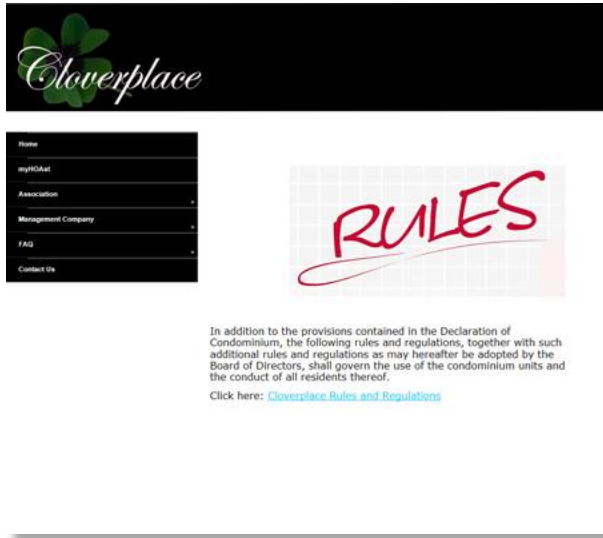 Cloverplace
Home
myHOAst
Association
Management Company
FAQ
Contact Us
RULES
In addition to the provisions contained in the Declaration of
Condominium, the following rules and regulations, together with such
additional rules and regulations as may hereafter be adopted by the
Board of Directors, shall govern the use of the condominium units and
the conduct of all residents thereof.
Click here: Cloverplace Rules and Regulations